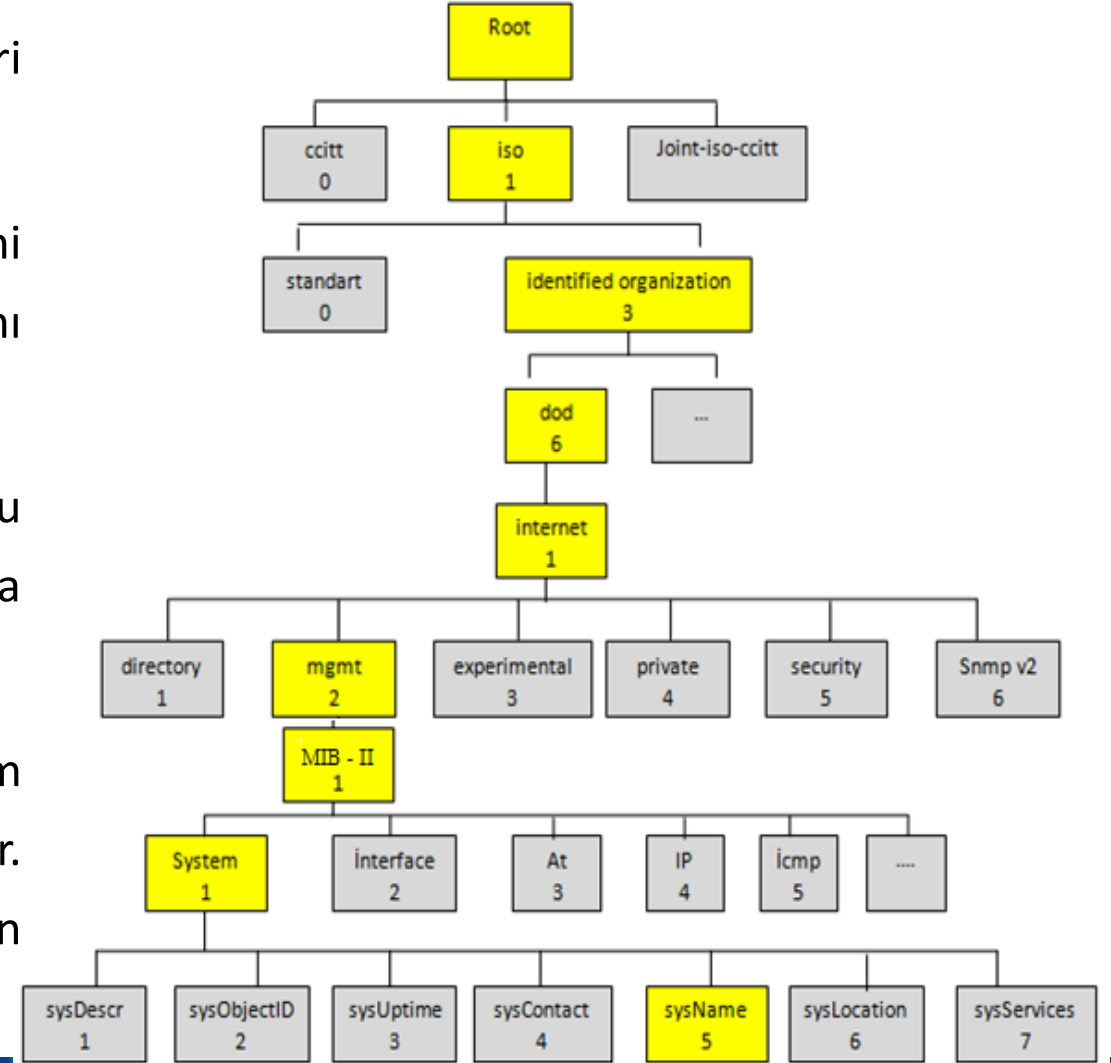 Root
ri
ccitt
0
iso
1
Joint-iso-ccitt
ni
nı
standart
0
identified organization
3
dod
6
...
u
internet
1
a
directory
1
mgmt
2
experimental
3
private
4
security
5
Snmp v2
6
m
MIB - II
1
r.
System
1
İnterface
2
At
3
IP
4
İcmp
5
....
n
sysDescr
1
sysObjectID
2
sysUptime
3
sysContact
4
sysName
5
sysLocation
6
sysServices
7